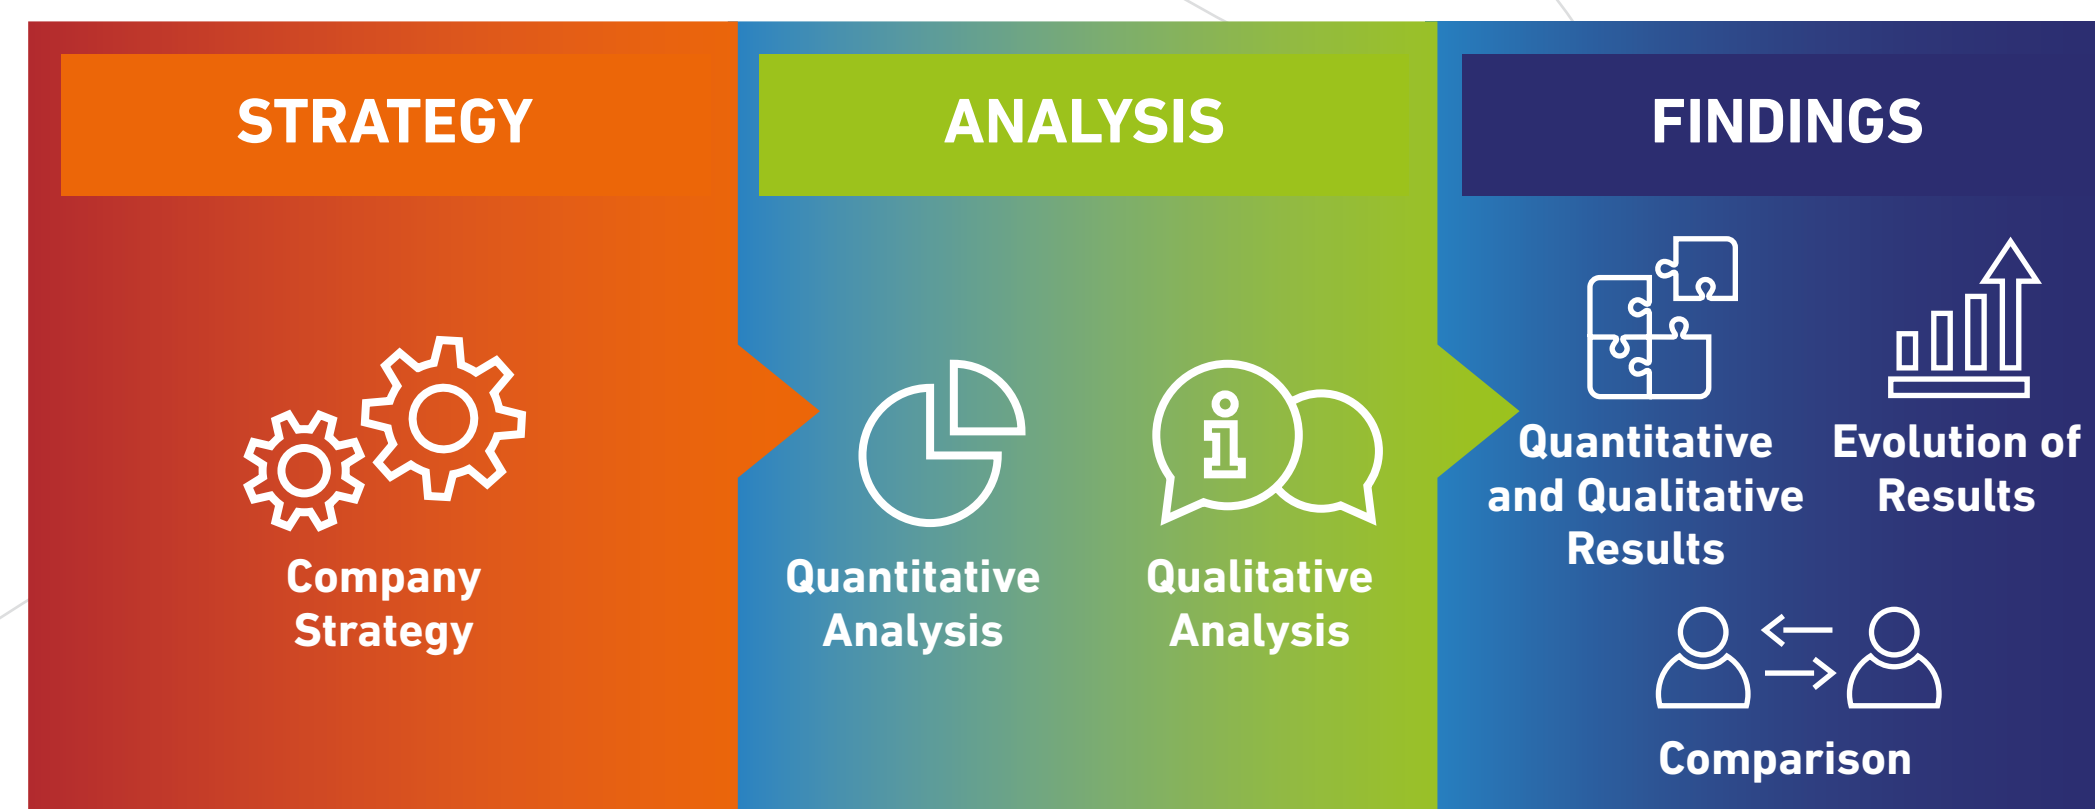 STRATEGY
Company
Strategy
ANALYSIS
Quantitative
Analysis
Qualitative
Analysis
FINDINGS
Quantitative
and Qualitative
Results
Evolution of
Results
Comparison